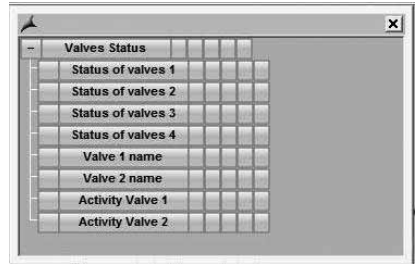 Valves Status
Status of valves 1
Status of valves 2
Status of valves 3
Status of valves 4
Valve 1 name
Valve 2 name
Activity Valve 1
Activity Valve 2